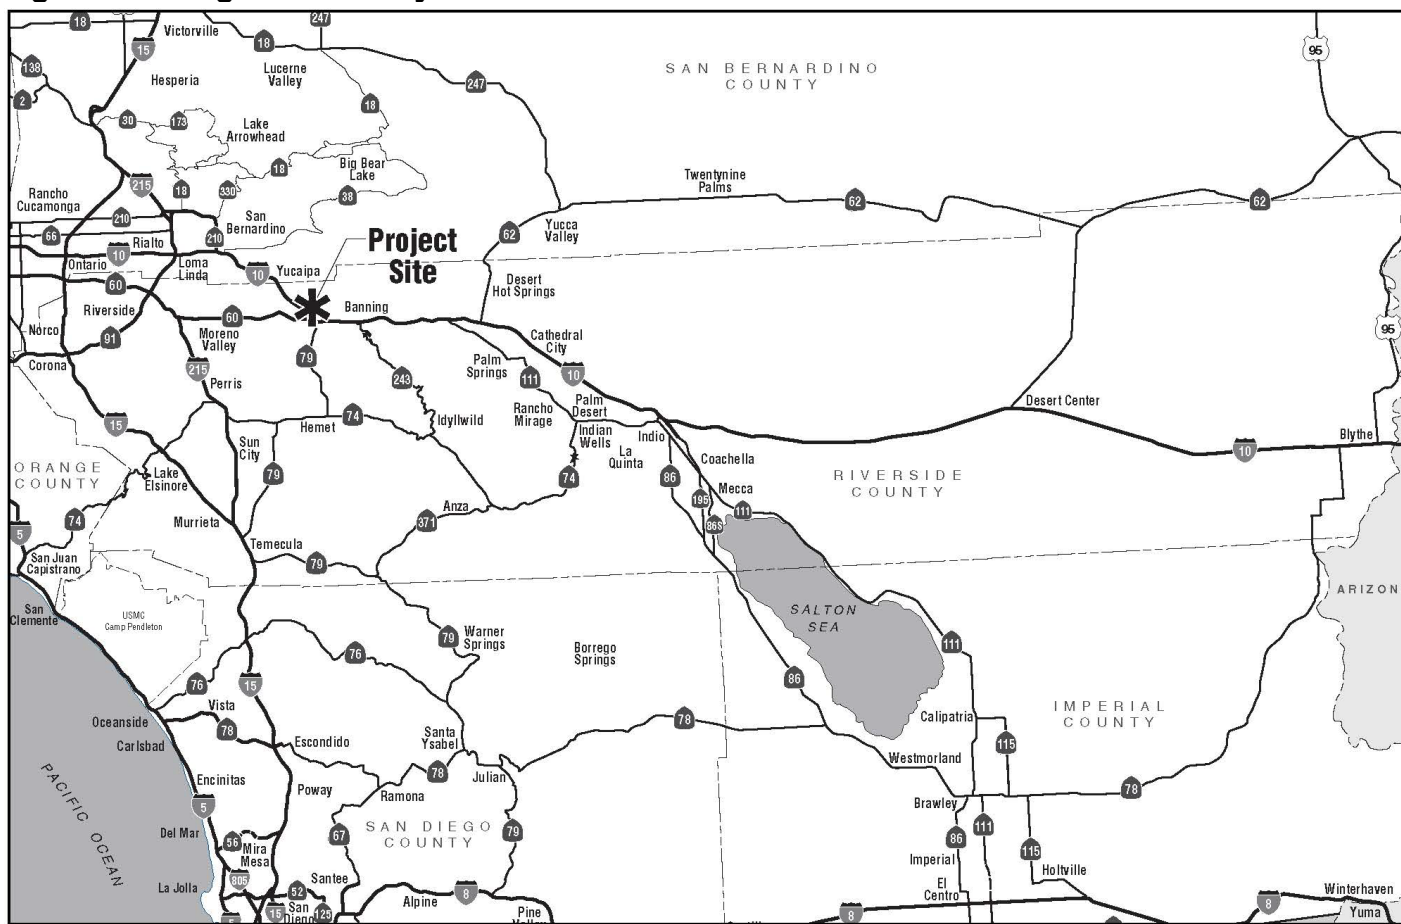 247
18
Victorville
15
18
95
138
Hesperia
Lucerne
Valley
247
SAN BERNARDINO
COUNTY
2
18
30
173
Lake
Arrowhead
18
Big Bear
Lake
215
18
330
38
Rancho
Cucamonga
Twentynine
Palms
62
62
210
San
Bernardino
66
210
Rialto
10
Ontario
Loma
Linda
10
Yucaipa
Project
Site
62
Yucca
Valley
60
Desert
Hot Springs
Riverside
60
Banning
Norco
91
Moreno
Valley
79
Cathedral
City
95
Corona
215
Perris
243
Palm
Springs
111
10
Palm
Desert
Rancho
Mirage
Desert Center
15
Hemet
74
Idyllwild
Indian
Wells
Indio
La
Quinta
Blythe
10
Sun
City
Coachella
ORANGE
COUNTY
Lake
Elsinore
79
74
86
RIVERSIDE
COUNTY
195
Mecca
111
86S
74
Murrieta
371
Anza
5
San Juan
Capistrano
Temecula
79
San
Clemente
USMC
Camp Pendleton
SALTON
SEA
ARIZON
79
Warner
Springs
76
Borrego
Springs
111
76
15
86
Vista
Oceanside
Carlsbad
78
Escondido
Santa
Ysabel
78
Calipatria
115
IMPERIAL
COUNTY
Westmorland
Encinitas
78
Julian
Poway
Ramona
78
Brawley
PACIFIC OCEAN
5
Del Mar
56
Mira
Mesa
67
SAN DIEGO
COUNTY
79
86
111
115
Imperial
Holtville
805
La Jolla
Santee
52
Alpine
8
El
Centro
8
8
Winterhaven
Yuma
5
15
San
Diego
125
Pine